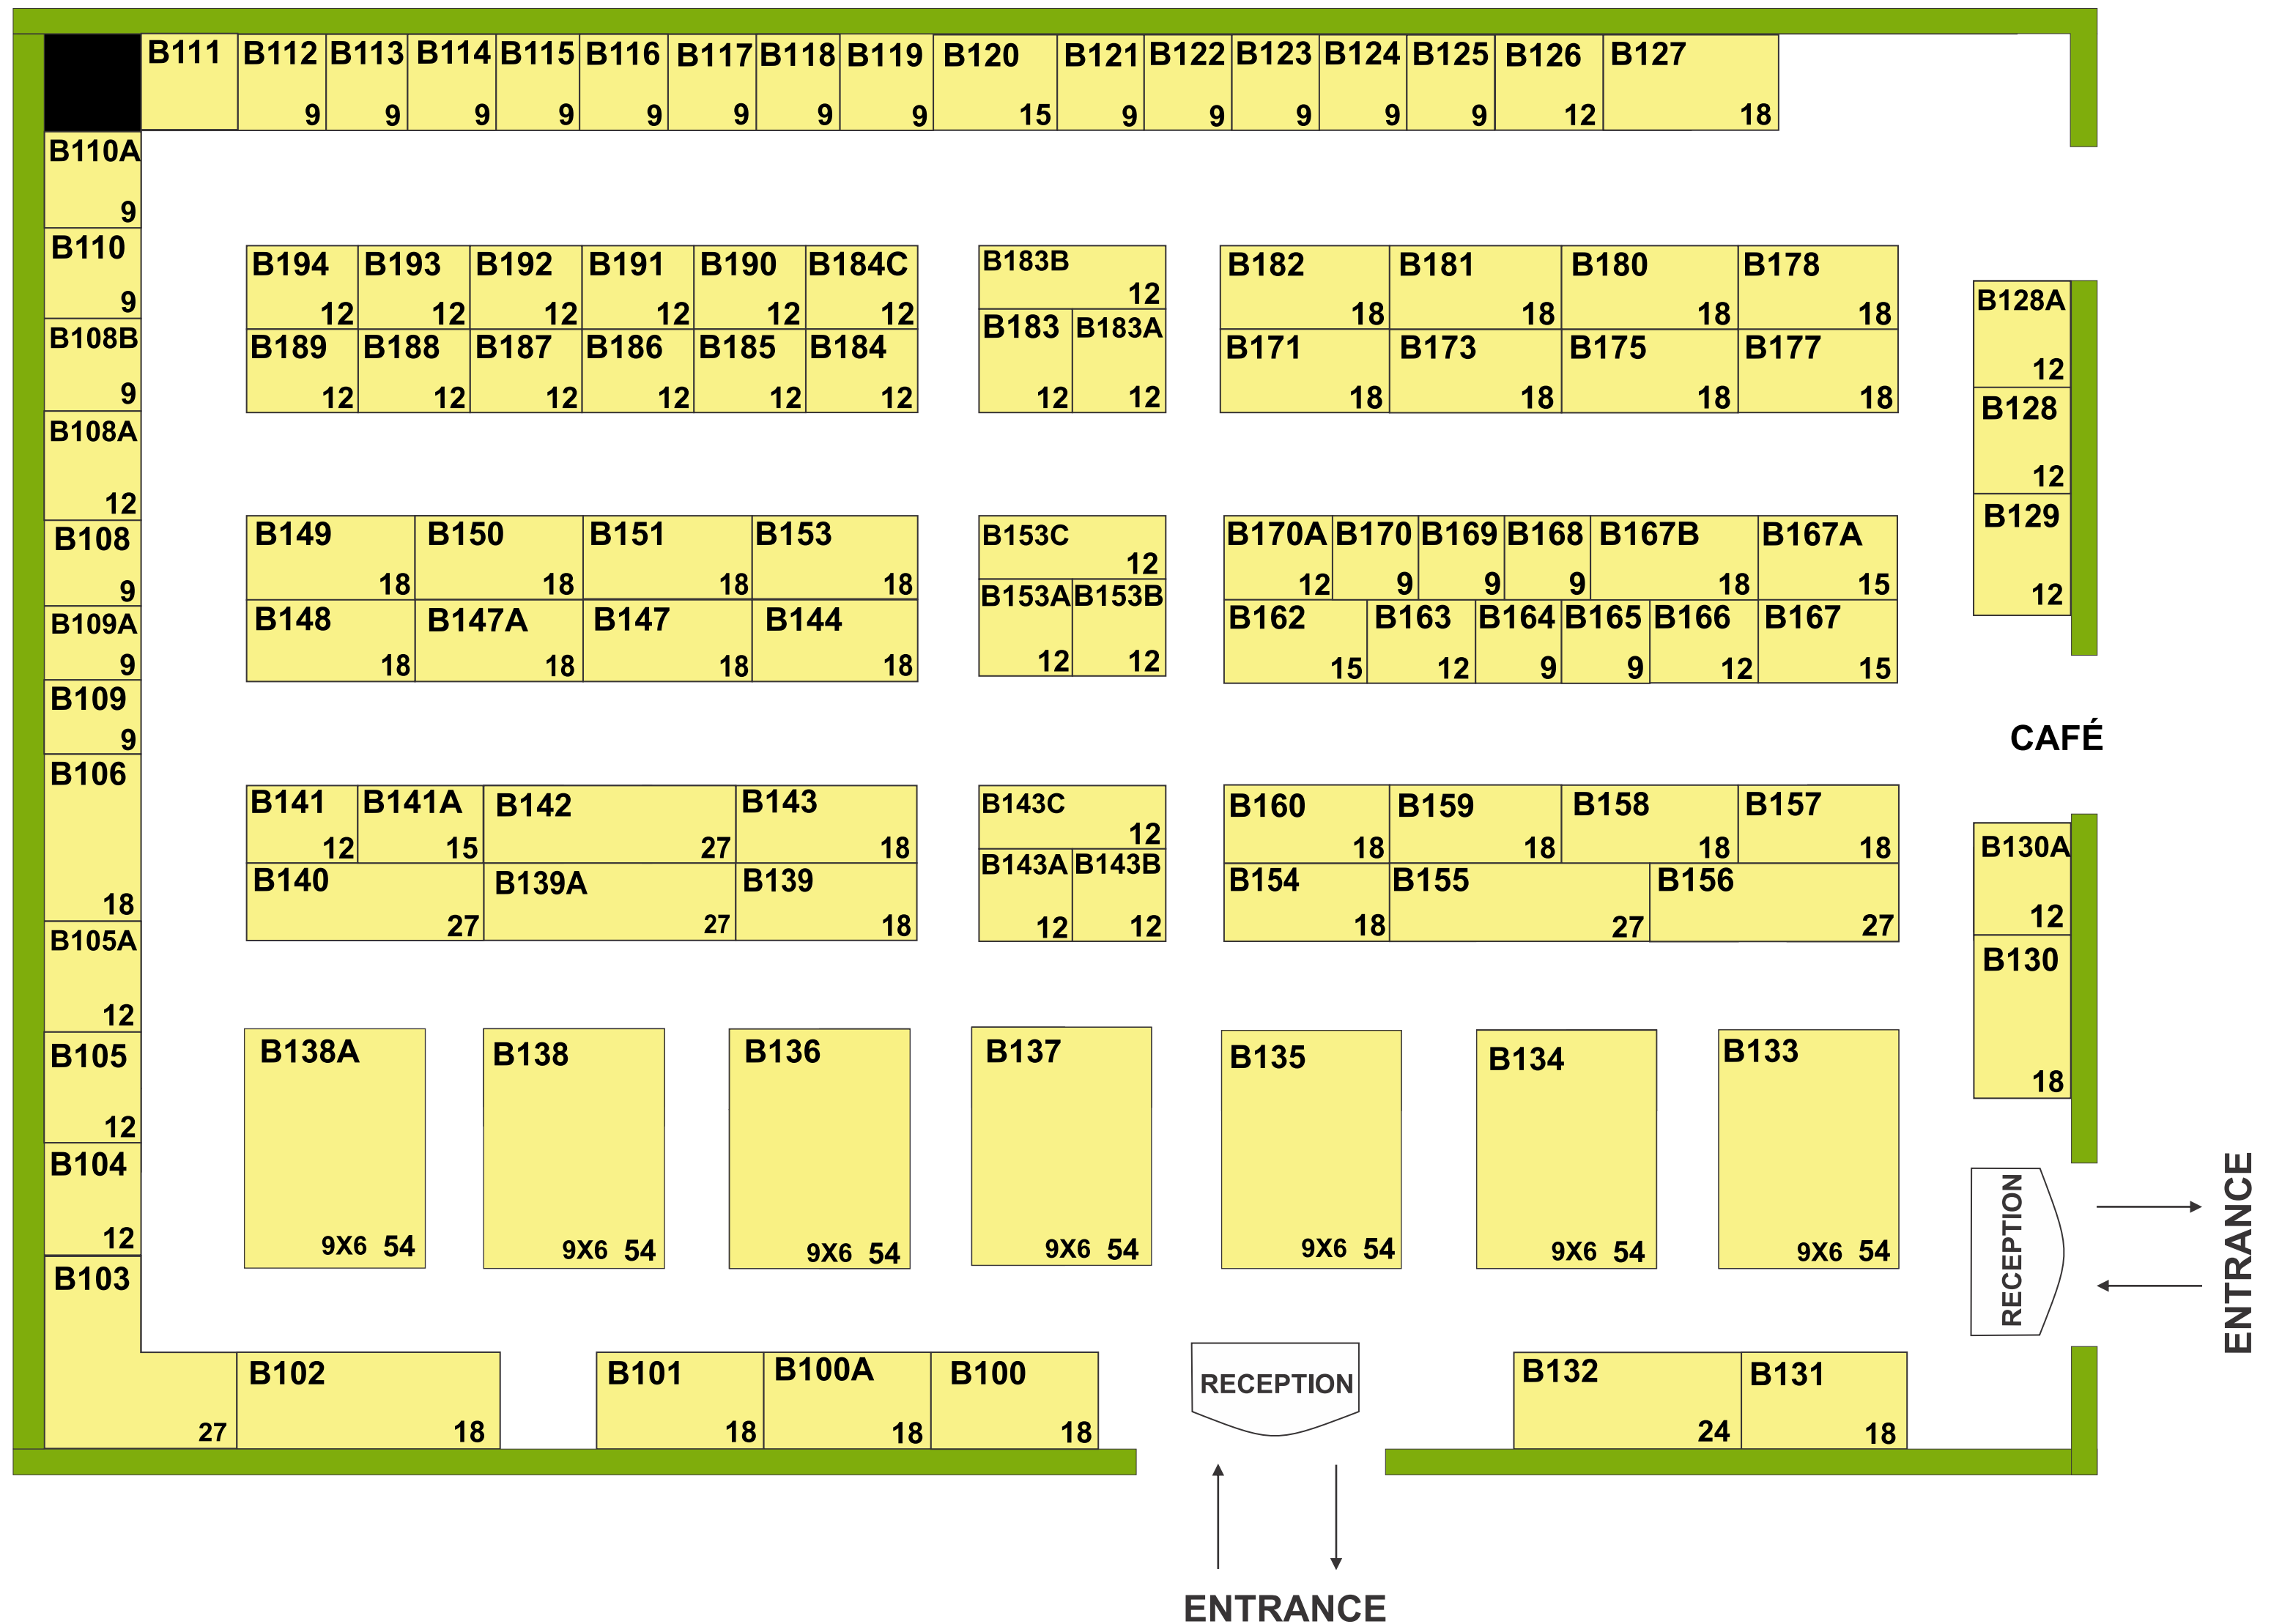 B111 B112 B113 B114 B115 B116 B117 B118 B119 B120 B121 B122 B123 B124 B125 B126 B127
9 9 9 9 9 9 9 9 15 9 9 9 9 9 12 18
B110A
9
B110
9
B108B
9
B108A
12
B108
9
B109A
9
B109
9
B106
18
B105A
12
B105
12
B104
12
B103
27
B194 B193 B192 B191 B190 B184C
12 12 12 12 12 12
B189 B188 B187 B186 B185 B184
12 12 12 12 12 12
B183B
12
B183 B183A
12 12
B182 B181 B180 B178
18 18 18 18
B171 B173 B175 B177
18 18 18 18
B128A
12
B128
12
B129
12
B149 B150 B151 B153
18 18 18 18
B148 B147A B147 B144
18 18 18 18
B153C
12
B153A B153B
12 12
B170A B170 B169 B168 B167B B167A
12 9 9 9 18 15
B162 B163 B164 B165 B166 B167
15 12 9 9 12 15
CAFÉ
B141 B141A B142 B143
12 15 27 18
B140 B139A B139
27 27 18
B143C
12
B143A B143B
12 12
B160 B159 B158 B157
18 18 18 18
B154 B155 B156
18 27 27
B130A
12
B130
18
B138A B138 B136 B137 B135 B134 B133
9X6 54 9X6 54 9X6 54 9X6 54 9X6 54 9X6 54 9X6 54
RECEPTION
ENTRANCE
B102 B101 B100A B100
18 18 18 18
RECEPTION
B132 B131
24 18
ENTRANCE